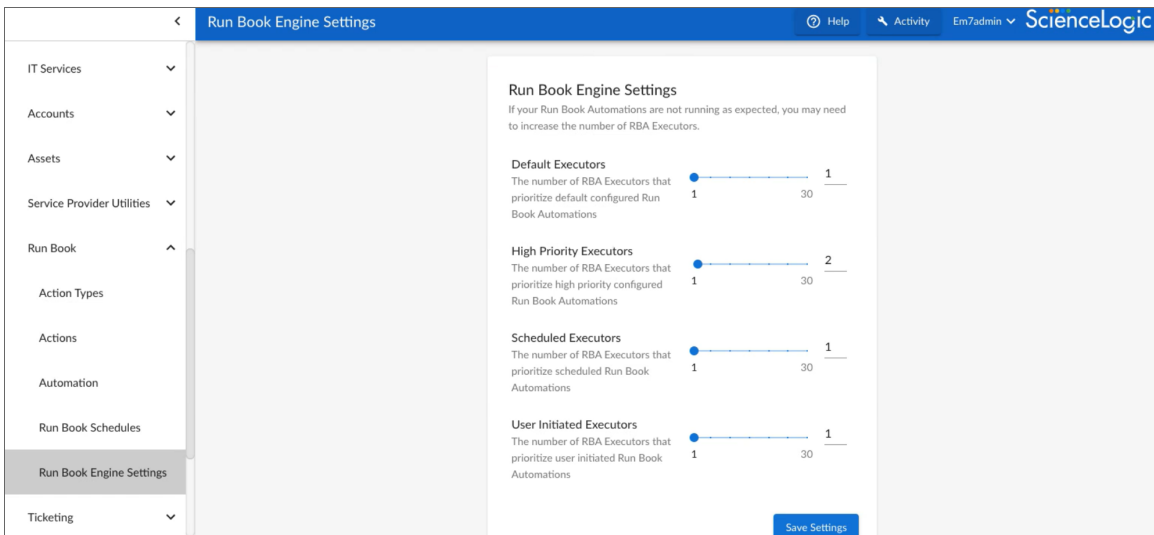 Run Book Engine Settings
Help
Activity
Em7admin
ScienceLogic
IT Services
Accounts
Assets
Service Provider Utilities
Run Book
Action Types
Actions
Automation
Run Book Schedules
Run Book Engine Settings
Ticketing
Run Book Engine Settings
If your Run Book Automations are not running as expected, you may need
to increase the number of RBA Executors.
Default Executors
The number of RBA Executors that
prioritize default configured Run
Book Automations
1
30
1
High Priority Executors
The number of RBA Executors that
prioritize high priority configured
Run Book Automations
1
30
2
Scheduled Executors
The number of RBA Executors that
prioritize scheduled Run Book
Automations
1
30
1
User Initiated Executors
The number of RBA Executors that
prioritize user initiated Run Book
Automations
1
30
1
Save Settings